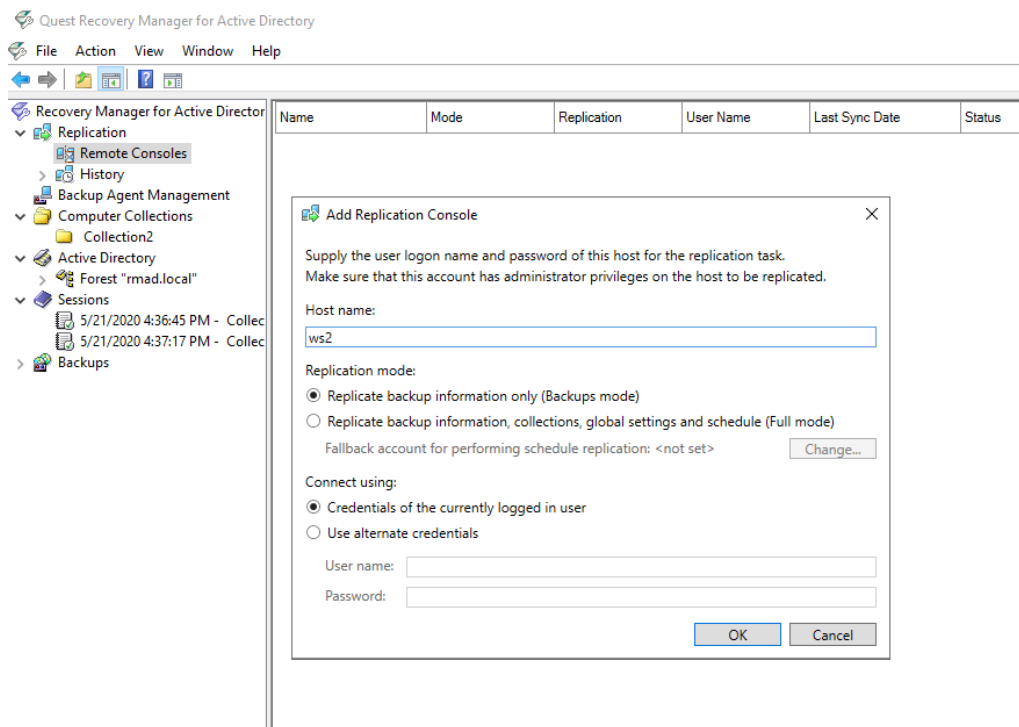 Quest Recovery Manager for Active Directory
File Action View Window Help
Recovery Manager for Active Director
Replication
Remote Consoles
History
Backup Agent Management
Computer Collections
Collection2
Active Directory
Forest "rmad.local"
Sessions
5/21/2020 4:36:45 PM - Collec
5/21/2020 4:37:17 PM - Collec
Backups
Name Mode Replication User Name Last Sync Date Status
Add Replication Console
Supply the user logon name and password of this host for the replication task.
Make sure that this account has administrator privileges on the host to be replicated.
Host name:
ws2
Replication mode:
Replicate backup information only (Backups mode)
Replicate backup information, collections, global settings and schedule (Full mode)
Fallback account for performing schedule replication: <not set> Change...
Connect using:
Credentials of the currently logged in user
Use alternate credentials
User name:
Password:
OK Cancel